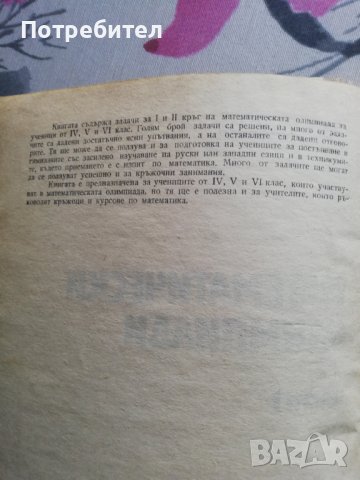 Потребител
Книгата съдържа задачи за I и II кръг на математическата олимпиада за
ученици от IV, V и VI клас. Голям брой задачи са решени, на много от зада-
чите са дадени достатъчно ясни упътвания, а на останалите са дадени отгово-
рите. Тя ще може да се ползува и за подготовка на учениците за постъпване в
гимназиите със засилено изучаване на руски или западни езици и в техникумите,
където приемането е с изпит по математика. Много от задачите ще могат
да се ползуват успешно и за кръжочни занимания.
Книгата е предназначена за учениците от IV, V и VI клас, които участву-
ват в математическата олимпиада, но тя ще е полезна и за учителите, които ръ-
ководят кръжоци и курсове по математика.
BAZAR.bg